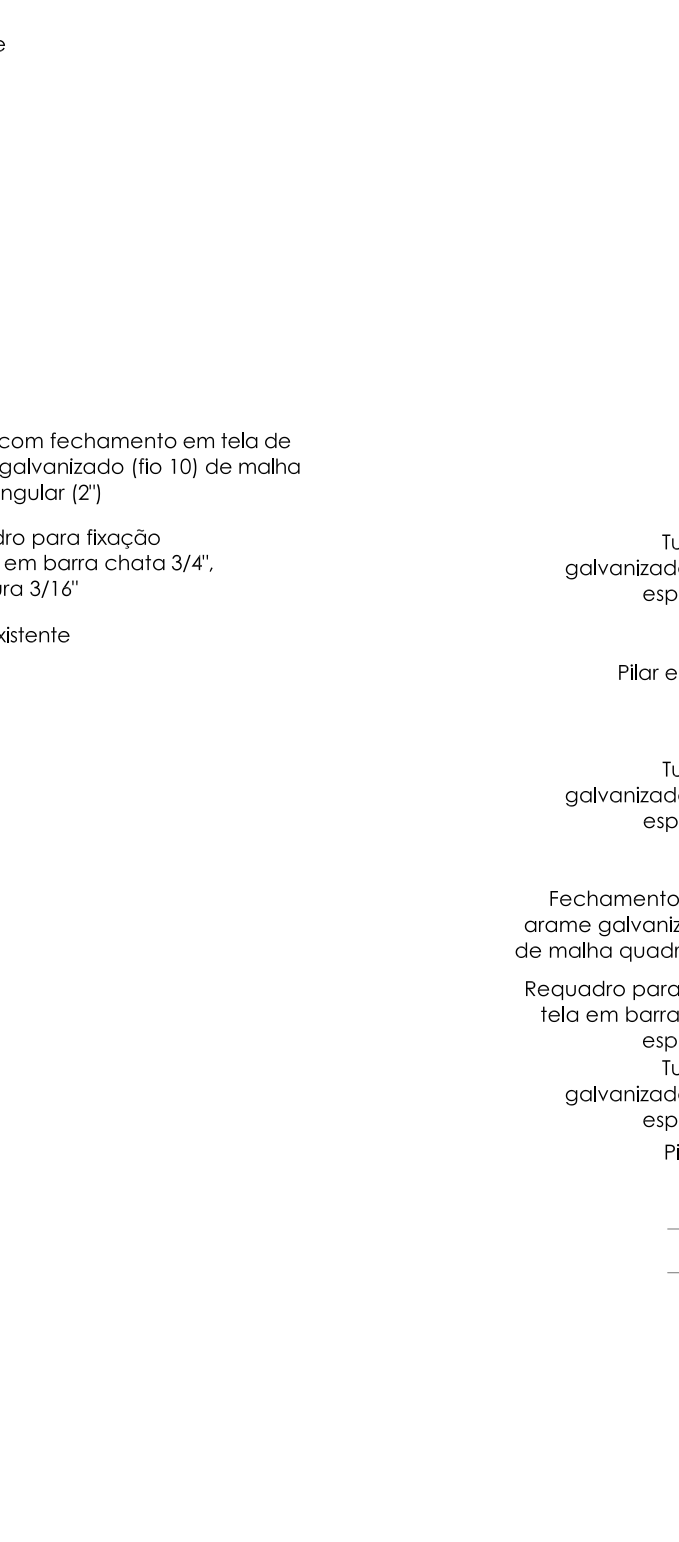 e
com fechamento em tela de
galvanizado (fio 10) de malha
ngular (2")
dro para fixação
em barra chata 3/4",
ura 3/16"
xistente
Tu
galvanizad
esp
Pilar e
Tu
galvanizad
esp
Fechamento
arame galvaniz
de malha quadr
Requadro para
tela em barra
esp
Tu
galvanizad
esp
Pi